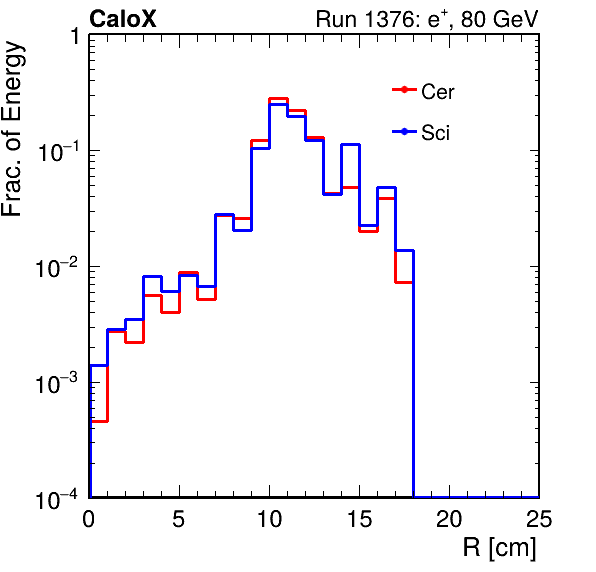 CaloX Run 1376: e⁺, 80 GeV
Frac. of Energy
1
10⁻¹
10⁻²
10⁻³
10⁻⁴
Cer
Sci
0 5 10 15 20 25
R [cm]